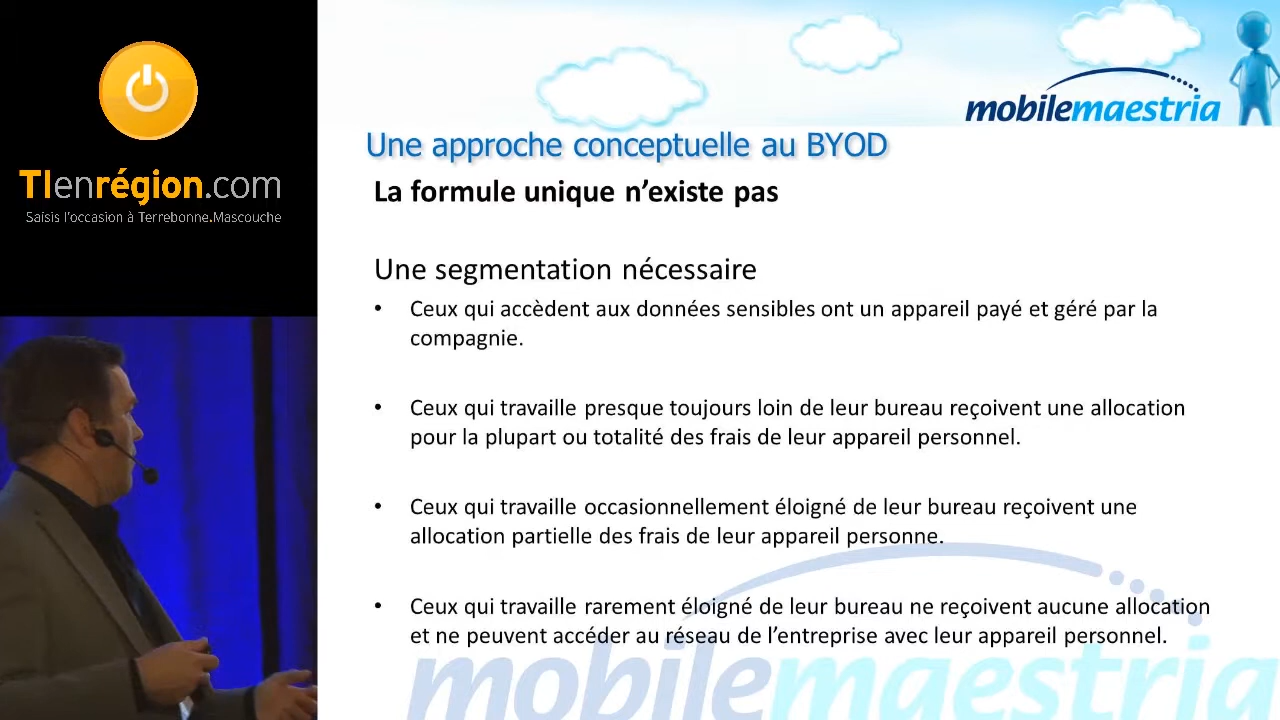 TIenrégion.com
Saisis l'occasion à Terrebonne.Mascouche
mobilemaestria
Une approche conceptuelle au BYOD
La formule unique n’existe pas
Une segmentation nécessaire
• Ceux qui accèdent aux données sensibles ont un appareil payé et géré par la
compagnie.
• Ceux qui travaille presque toujours loin de leur bureau reçoivent une allocation
pour la plupart ou totalité des frais de leur appareil personnel.
• Ceux qui travaille occasionnellement éloigné de leur bureau reçoivent une
allocation partielle des frais de leur appareil personne.
• Ceux qui travaille rarement éloigné de leur bureau ne reçoivent aucune allocation
et ne peuvent accéder au réseau de l’entreprise avec leur appareil personnel.
mobilemaestria